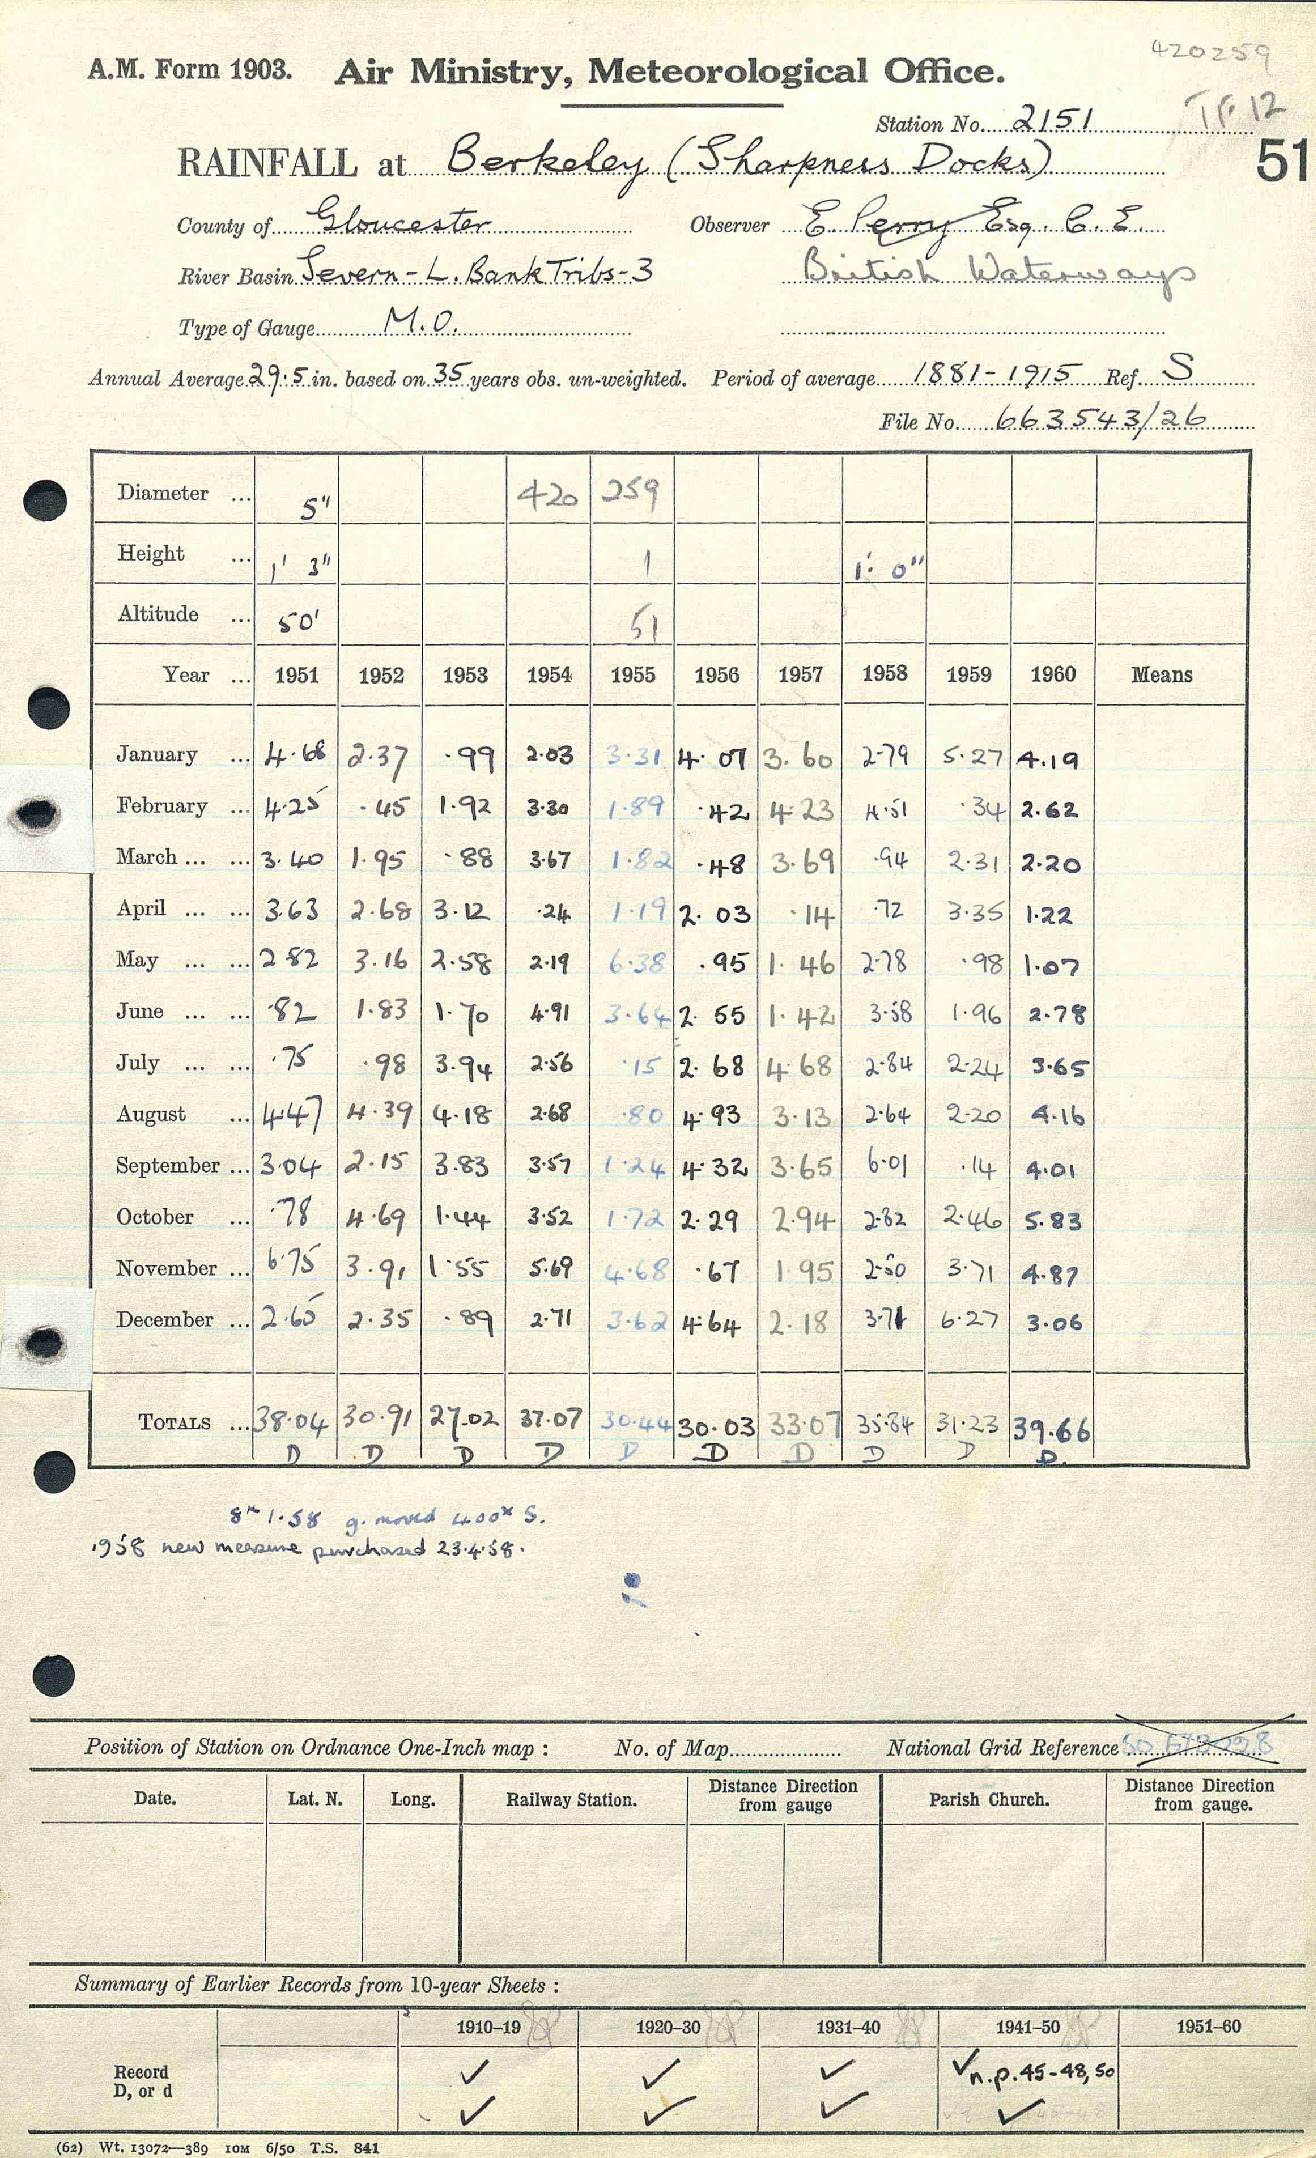 420259
A.M. Form 1903. Air Ministry, Meteorological Office.
TF.12
Station No. 2151
RAINFALL at Berkeley (Sharpness Docks)
51
County of Gloucester Observer E. Perry Esq. C. E.
River Basin Severn - L. Bank Tribs - 3 British Waterways
Type of Gauge M.O.
Annual Average 29.5 in. based on 35 years obs. un-weighted. Period of average 1881-1915 Ref. S
File No. 663543/26
Diameter ... 5" 420 259
Height ... 1' 3" 1 1' 0"
Altitude ... 50' 51
Year ... 1951 1952 1953 1954 1955 1956 1957 1958 1959 1960 Means
January ... 4.68 2.37 .99 2.03 3.31 4.07 3.60 2.79 5.27 4.19
February ... 4.25 .45 1.92 3.30 1.89 .42 4.23 4.51 .34 2.62
March ... ... 3.40 1.95 .88 3.67 1.82 .48 3.69 .94 2.31 2.20
April ... ... 3.63 2.68 3.12 .24 1.19 2.03 .14 .72 3.35 1.22
May ... ... 2.82 3.16 2.58 2.19 6.38 .95 1.46 2.78 .98 1.07
June ... ... .82 1.83 1.70 4.91 3.64 2.55 1.42 3.58 1.96 2.78
July ... ... .75 .98 3.94 2.56 .15 2.68 4.68 2.84 2.24 3.65
August ... 4.47 4.39 4.18 2.68 .80 4.93 3.13 2.64 2.20 4.16
September ... 3.04 2.15 3.83 3.57 1.24 4.32 3.65 6.01 .14 4.01
October ... .78 4.69 1.44 3.52 1.72 2.29 2.94 2.82 2.46 5.83
November ... 6.75 3.91 1.55 5.69 4.68 .67 1.95 2.50 3.71 4.87
December ... 2.65 2.35 .89 2.71 3.62 4.64 2.18 3.71 6.27 3.06
TOTALS ... 38.04 30.91 27.02 37.07 30.44 30.03 33.07 35.84 31.23 39.66
D D D D D D D D D D.
8th 1.58 g. moved 400x S.
1958 new measure purchased 23.4.58.
Position of Station on Ordnance One-Inch map : No. of Map National Grid Reference
Date. Lat. N. Long. Railway Station. Distance Direction from gauge Parish Church. Distance Direction from gauge.
Summary of Earlier Records from 10-year Sheets :
1910-19 1920-30 1931-40 1941-50 1951-60
Record ✓ ✓ ✓ ✓ n.p. 45-48, 50
D, or d ✓ ✓ ✓ ✓
(62) Wt. 13072—389 10M 6/50 T.S. 841